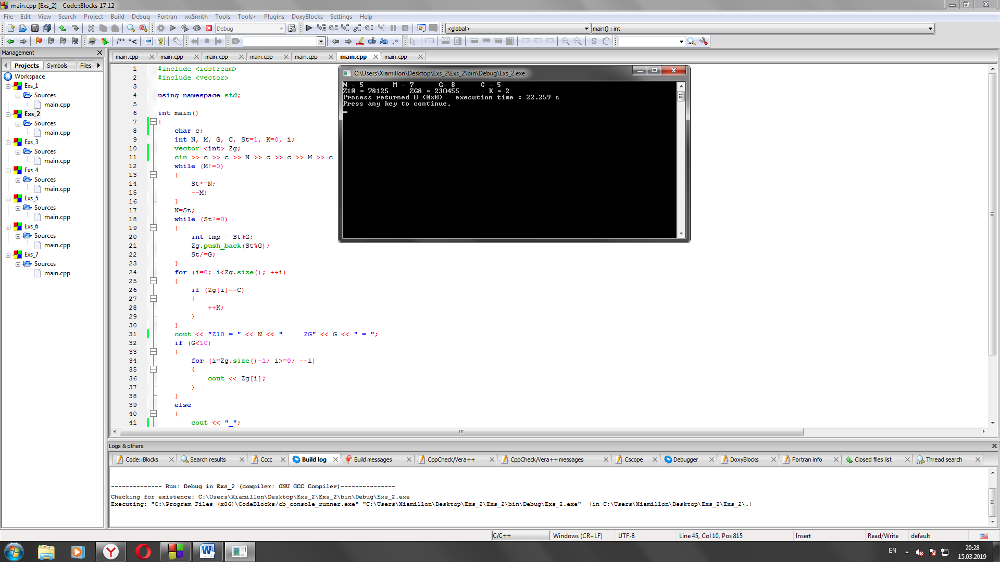 main.cpp [Exs_2] - Code::Blocks 17.12
File Edit View Search Project Build Debug Fortran wxSmith Tools Tools+ Plugins DoxyBlocks Settings Help
Debug
<global>
main() : int
/** *<
Aa .*
S C
Management
Projects Symbols Files
Workspace
Exs_1
Sources
main.cpp
Exs_2
Sources
main.cpp
Exs_3
Sources
main.cpp
Exs_4
Sources
main.cpp
Exs_5
Sources
main.cpp
Exs_6
Sources
main.cpp
Exs_7
Sources
main.cpp
main.cpp main.cpp main.cpp main.cpp main.cpp main.cpp main.cpp
1 #include <iostream>
2 #include <vector>
3
4 using namespace std;
5
6 int main()
7 {
8 char c;
9 int N, M, G, C, St=1, K=0, i;
10 vector <int> Zg;
11 cin >> c >> c >> N >> c >> c >> M >> c
12 while (M!=0)
13 {
14 St*=N;
15 --M;
16 }
17 N=St;
18 while (St!=0)
19 {
20 int tmp = St%G;
21 Zg.push_back(St%G);
22 St/=G;
23 }
24 for (i=0; i<Zg.size(); ++i)
25 {
26 if (Zg[i]==C)
27 {
28 ++K;
29 }
30 }
31 cout << "Z10 = " << N << "     ZG" << G << " = ";
32 if (G<10)
33 {
34 for (i=Zg.size()-1; i>=0; --i)
35 {
36 cout << Zg[i];
37 }
38 }
39 else
40 {
41 cout << "_";
C:\Users\Xiamillon\Desktop\Exs_2\Exs_2\bin\Debug\Exs_2.exe
N = 5 M = 7 G= 8 C = 5
Z10 = 78125 ZG8 = 230455 K = 2
Process returned 0 (0x0) execution time : 22.259 s
Press any key to continue.
Logs & others
Code::Blocks Search results Cccc Build log Build messages CppCheck/Vera++ CppCheck/Vera++ messages Cscope Debugger DoxyBlocks Fortran info Closed files list Thread search
-------------- Run: Debug in Exs_2 (compiler: GNU GCC Compiler)---------------
Checking for existence: C:\Users\Xiamillon\Desktop\Exs_2\Exs_2\bin\Debug\Exs_2.exe
Executing: "C:\Program Files (x86)\CodeBlocks/cb_console_runner.exe" "C:\Users\Xiamillon\Desktop\Exs_2\Exs_2\bin\Debug\Exs_2.exe" (in C:\Users\Xiamillon\Desktop\Exs_2\Exs_2\.)
C/C++ Windows (CR+LF) UTF-8 Line 45, Col 10, Pos 815 Insert Read/Write default
EN
20:28
15.03.2019